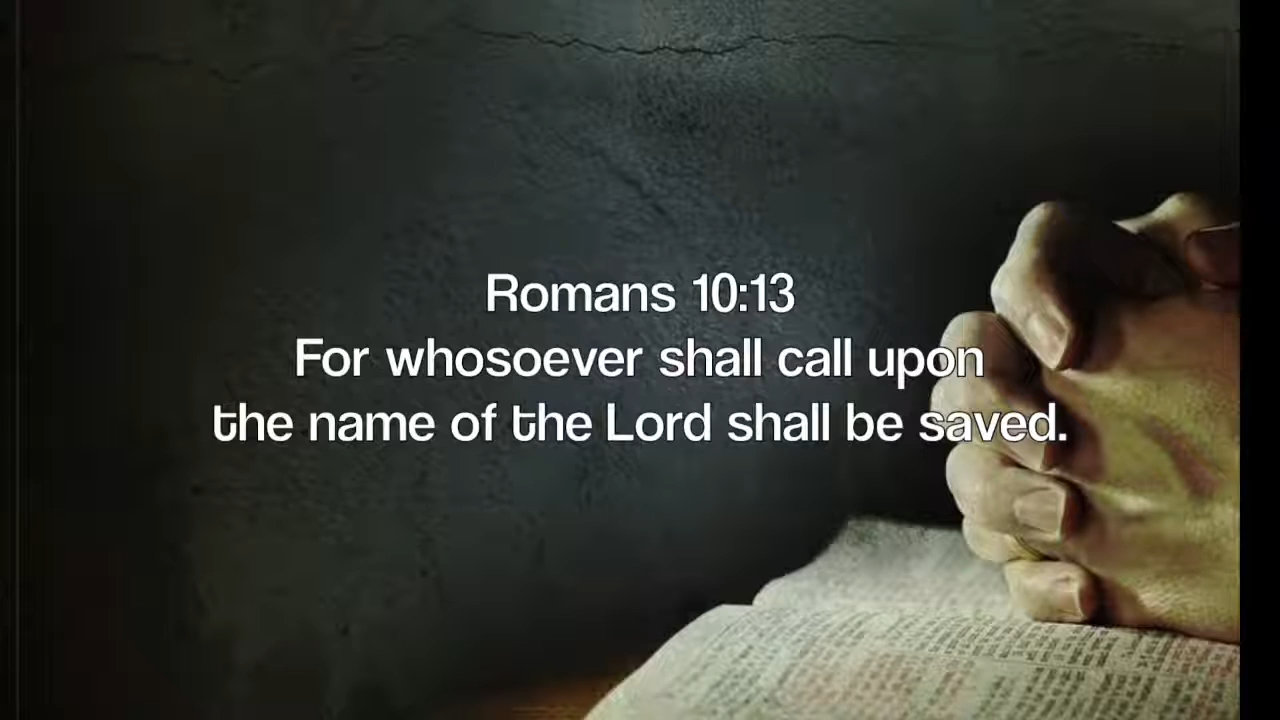 Romans 10:13
For whosoever shall call upon
the name of the Lord shall be saved.